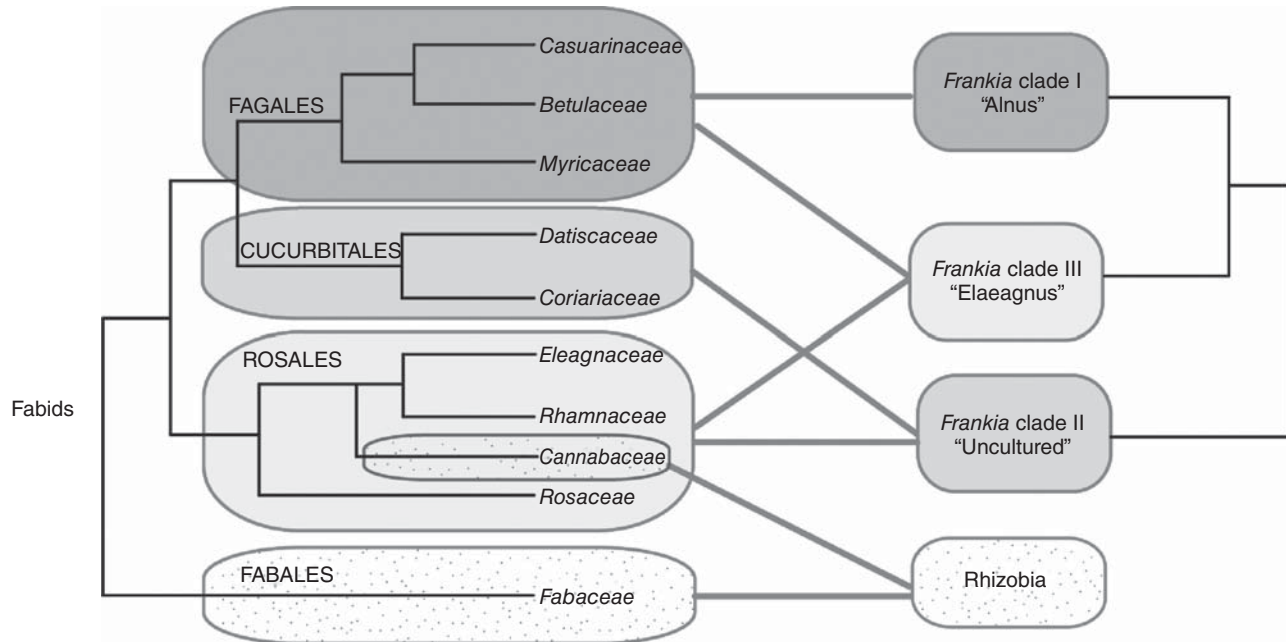 Fabids
FAGALES
Casuarinaceae
Betulaceae
Myricaceae
CUCURBITALES
Datiscaceae
Coriariaceae
ROSALES
Eleagnaceae
Rhamnaceae
Cannabaceae
Rosaceae
FABALES
Fabaceae
Frankia clade I
“Alnus”
Frankia clade III
“Elaeagnus”
Frankia clade II
“Uncultured”
Rhizobia